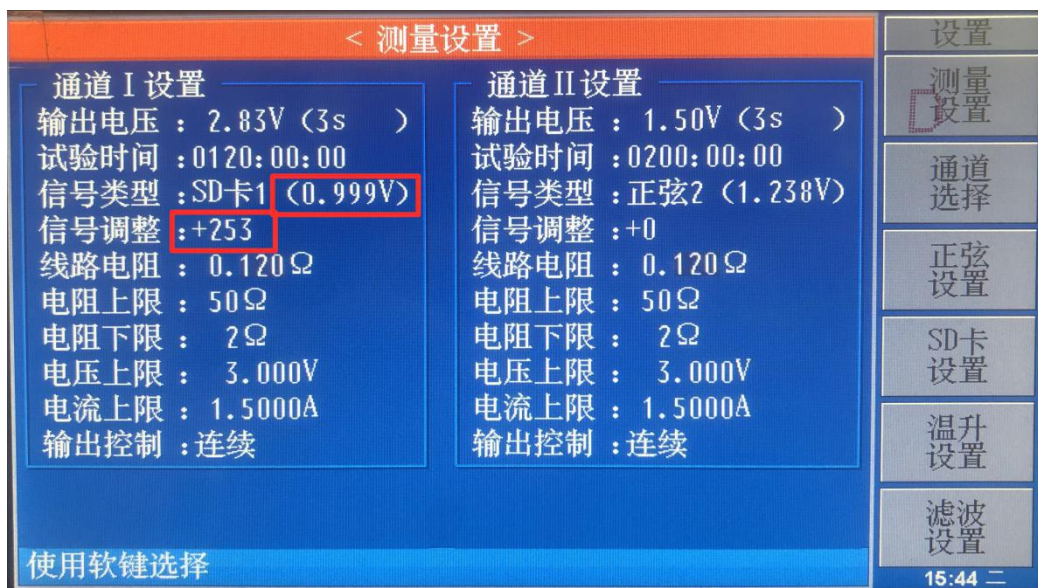 < 测量设置 >
通道Ⅰ设置
输出电压 : 2.83V (3s )
试验时间 :0120:00:00
信号类型 :SD卡1 (0.999V)
信号调整 :+253
线路电阻 : 0.120Ω
电阻上限 : 50Ω
电阻下限 : 2Ω
电压上限 : 3.000V
电流上限 : 1.5000A
输出控制 :连续
通道Ⅱ设置
输出电压 : 1.50V (3s )
试验时间 :0200:00:00
信号类型 :正弦2 (1.238V)
信号调整 :+0
线路电阻 : 0.120Ω
电阻上限 : 50Ω
电阻下限 : 2Ω
电压上限 : 3.000V
电流上限 : 1.5000A
输出控制 :连续
设置
测量
设置
通道
选择
正弦
设置
SD卡
设置
温升
设置
滤波
设置
使用软键选择
15:44 二